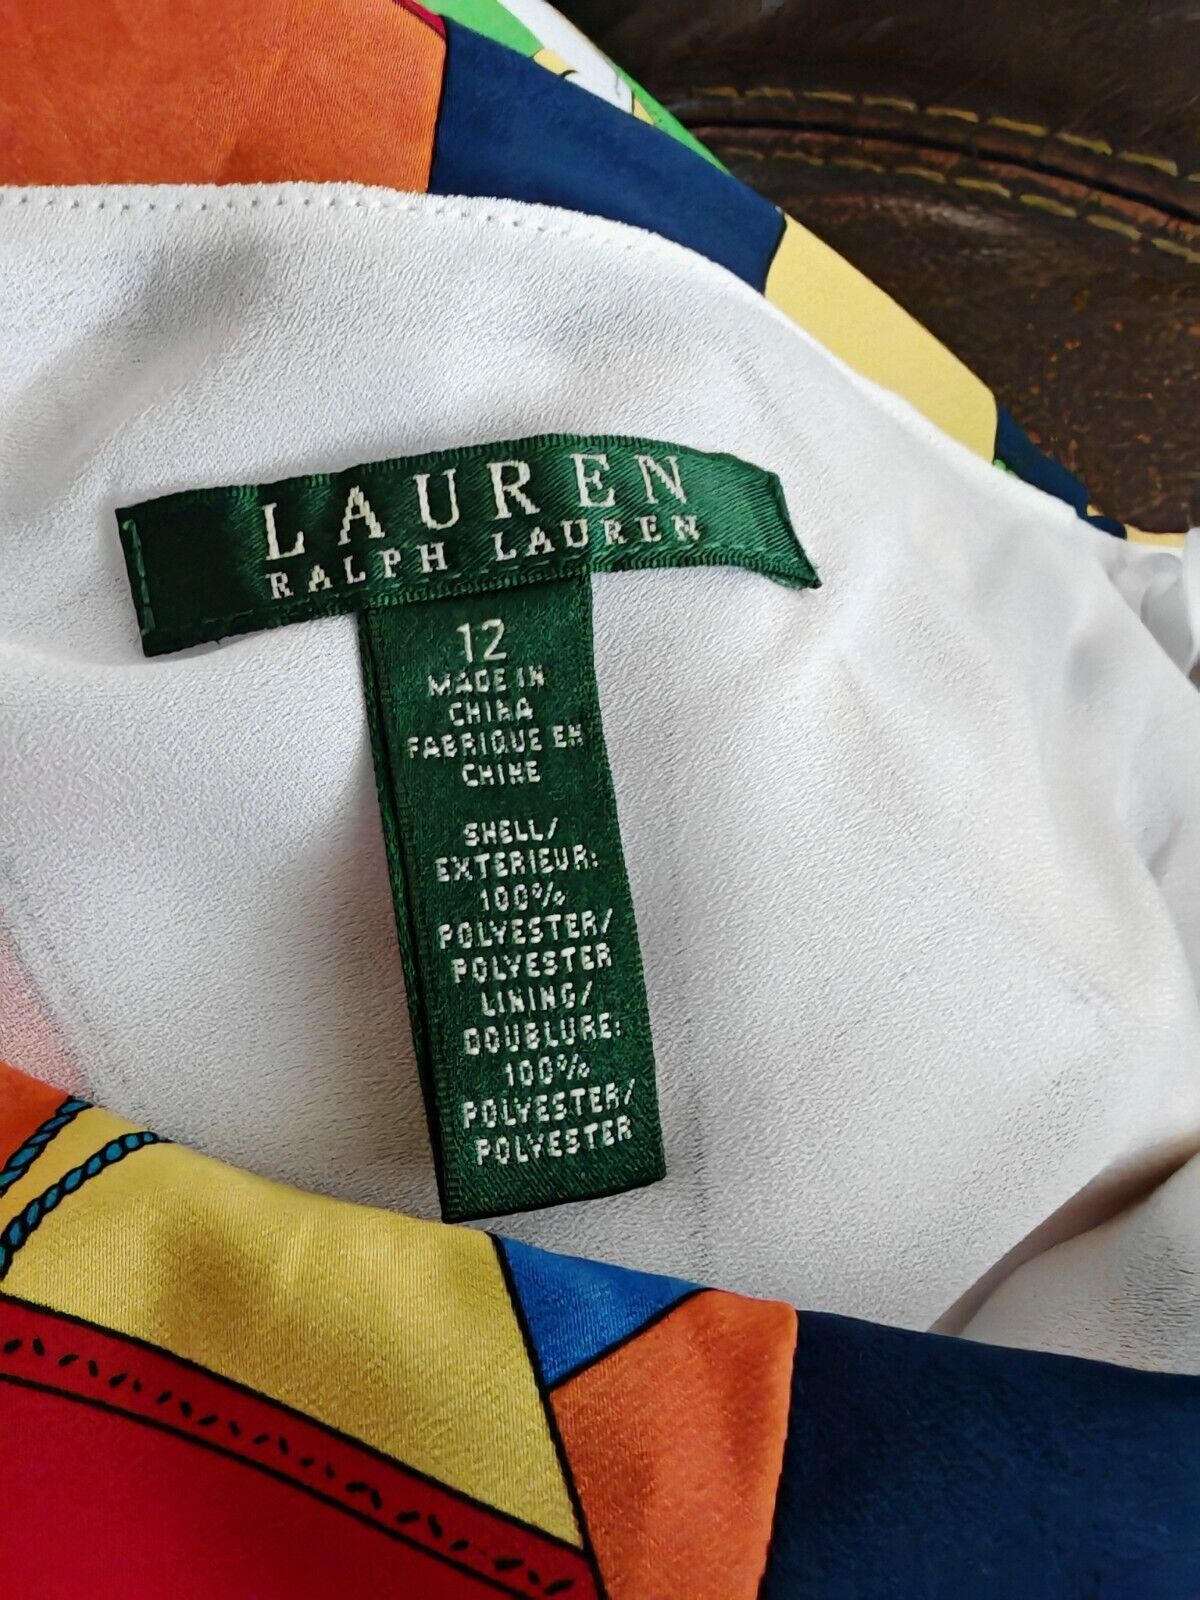 LAUREN
RALPH LAUREN
12
MADE IN
CHINA
FABRIQUE EN
CHINE
SHELL/
EXTERIEUR:
100%
POLYESTER/
POLYESTER
LINING/
DOUBLURE:
100%
POLYESTER/
POLYESTER